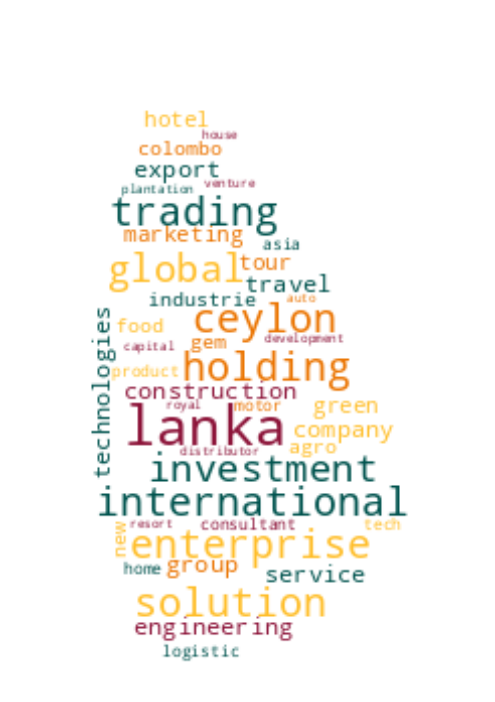 hotel
house
colombo
export
plantation venture
trading
marketing asia
global tour
travel
industrie auto
ceylon
food
development
capital gem
product holding
construction
technologies
royal motor green
lanka company
distributor agro
investment
international
new resort consultant tech
enterprise
home group service
solution
engineering
logistic